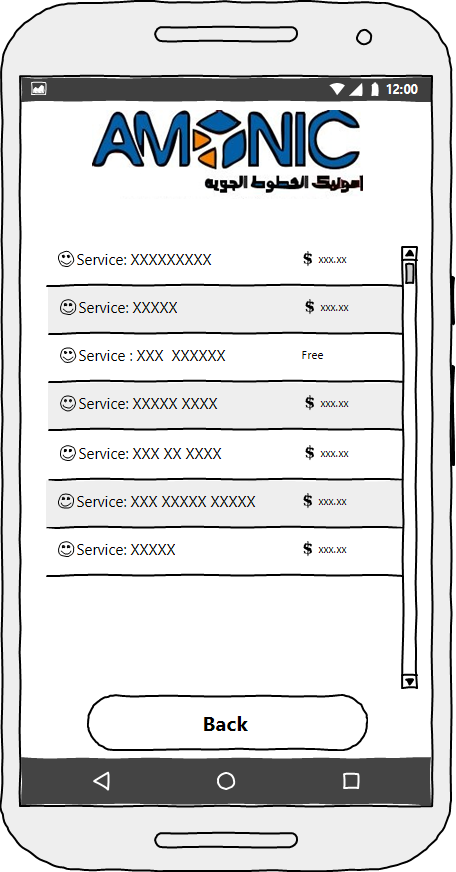 12:00
AMONIC
امونيك الخطوط الجويه
Service: XXXXXXXXX $ xxx.xx
Service: XXXXX $ xxx.xx
Service : XXX XXXXXX Free
Service: XXXXX XXXX $ xxx.xx
Service: XXX XX XXXX $ xxx.xx
Service: XXX XXXXX XXXXX $ xxx.xx
Service: XXXXX $ xxx.xx
Back